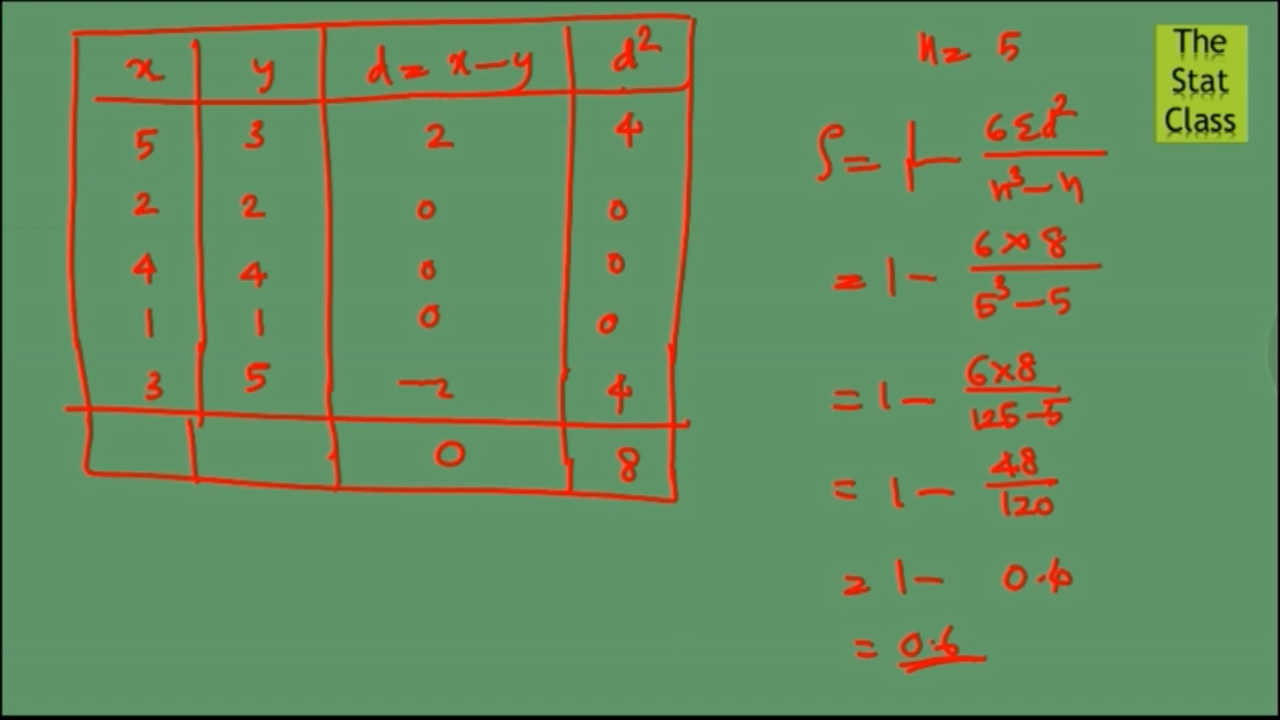 x y d = x-y d²
5 3 2 4
2 2 0 0
4 4 0 0
1 1 0 0
3 5 -2 4
0 8
n = 5
ρ = 1 - 6Σd² / n³-n
= 1 - 6×8 / 5³-5
= 1 - 6×8 / 125-5
= 1 - 48 / 120
= 1 - 0.4
= 0.6
The
Stat
Class